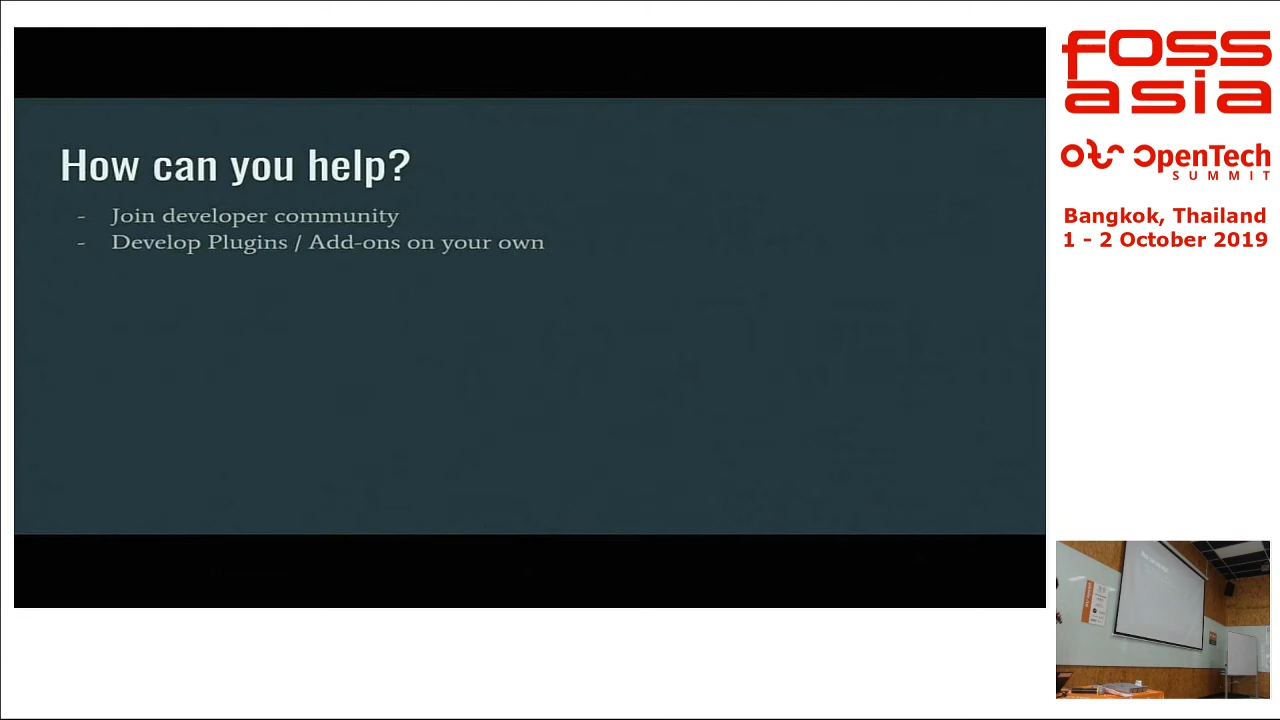 How can you help?
- Join developer community
- Develop Plugins / Add-ons on your own
foss
asia
OpenTech
SUMMIT
Bangkok, Thailand
1 - 2 October 2019